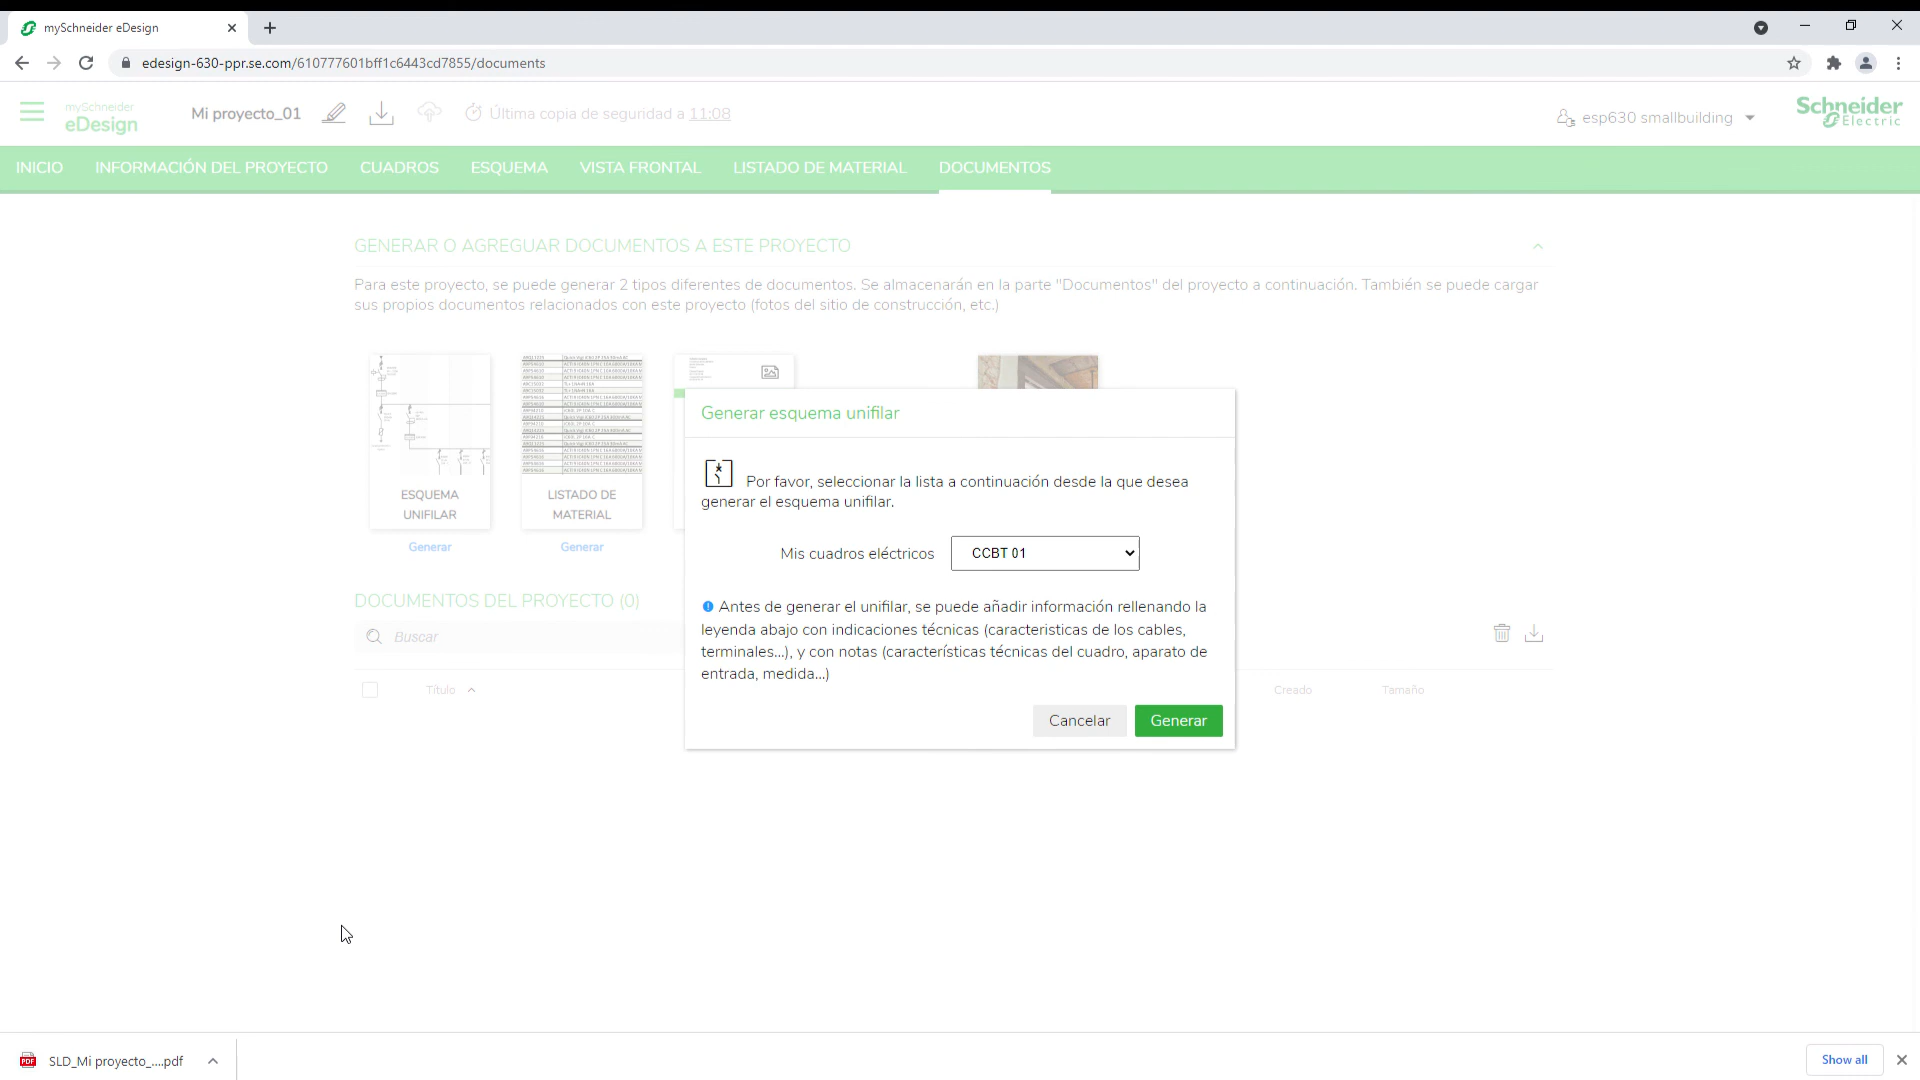 mySchneider eDesign
edesign-630-ppr.se.com/610777601bff1c6443cd7855/documents
mySchneider
eDesign
Mi proyecto_01
Última copia de seguridad a 11:08
esp630 smallbuilding
Schneider
Electric
INICIO
INFORMACIÓN DEL PROYECTO
CUADROS
ESQUEMA
VISTA FRONTAL
LISTADO DE MATERIAL
DOCUMENTOS
GENERAR O AGREGUAR DOCUMENTOS A ESTE PROYECTO
Para este proyecto, se puede generar 2 tipos diferentes de documentos. Se almacenarán en la parte "Documentos" del proyecto a continuación. También se puede cargar
sus propios documentos relacionados con este proyecto (fotos del sitio de construcción, etc.)
ESQUEMA
UNIFILAR
Generar
LISTADO DE
MATERIAL
Generar
Generar esquema unifilar
Por favor, seleccionar la lista a continuación desde la que desea
generar el esquema unifilar.
Mis cuadros eléctricos
CCBT 01
Antes de generar el unifilar, se puede añadir información rellenando la
leyenda abajo con indicaciones técnicas (caracteristicas de los cables,
terminales...), y con notas (características técnicas del cuadro, aparato de
entrada, medida...)
Cancelar
Generar
DOCUMENTOS DEL PROYECTO (0)
Buscar
Título
Creado
Tamaño
PDF
SLD_Mi proyecto_....pdf
Show all